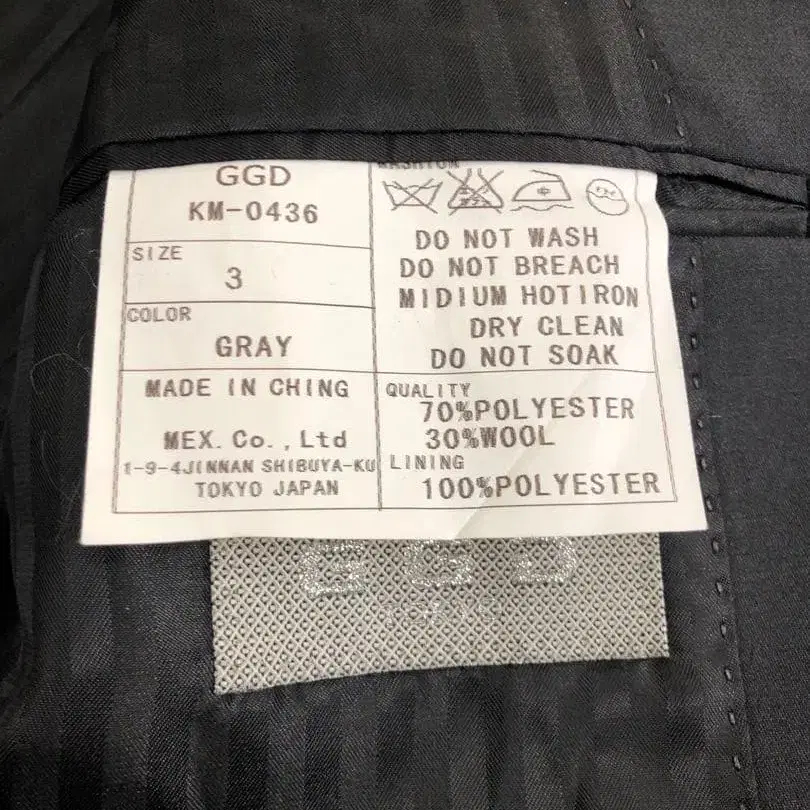 GGD
KM-0436
SIZE
3
COLOR
GRAY
MADE IN CHING
MEX. Co. ,Ltd
1-9-4JINNAN SHIBUYA-KU
TOKYO JAPAN
DO NOT WASH
DO NOT BREACH
MIDIUM HOTIRON
DRY CLEAN
DO NOT SOAK
QUALITY
70%POLYESTER
30%WOOL
LINING
100%POLYESTER